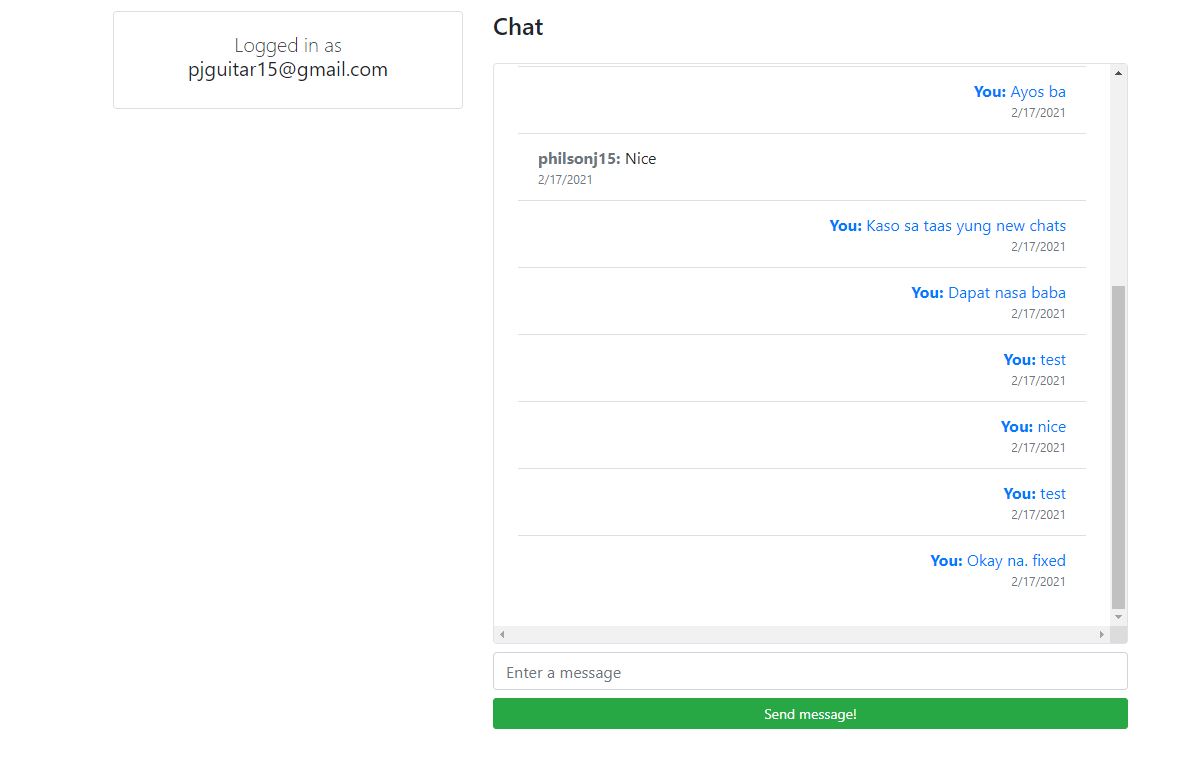 Logged in as
pjguitar15@gmail.com
Chat
You: Ayos ba
2/17/2021
philsonj15: Nice
2/17/2021
You: Kaso sa taas yung new chats
2/17/2021
You: Dapat nasa baba
2/17/2021
You: test
2/17/2021
You: nice
2/17/2021
You: test
2/17/2021
You: Okay na. fixed
2/17/2021
Enter a message
Send message!